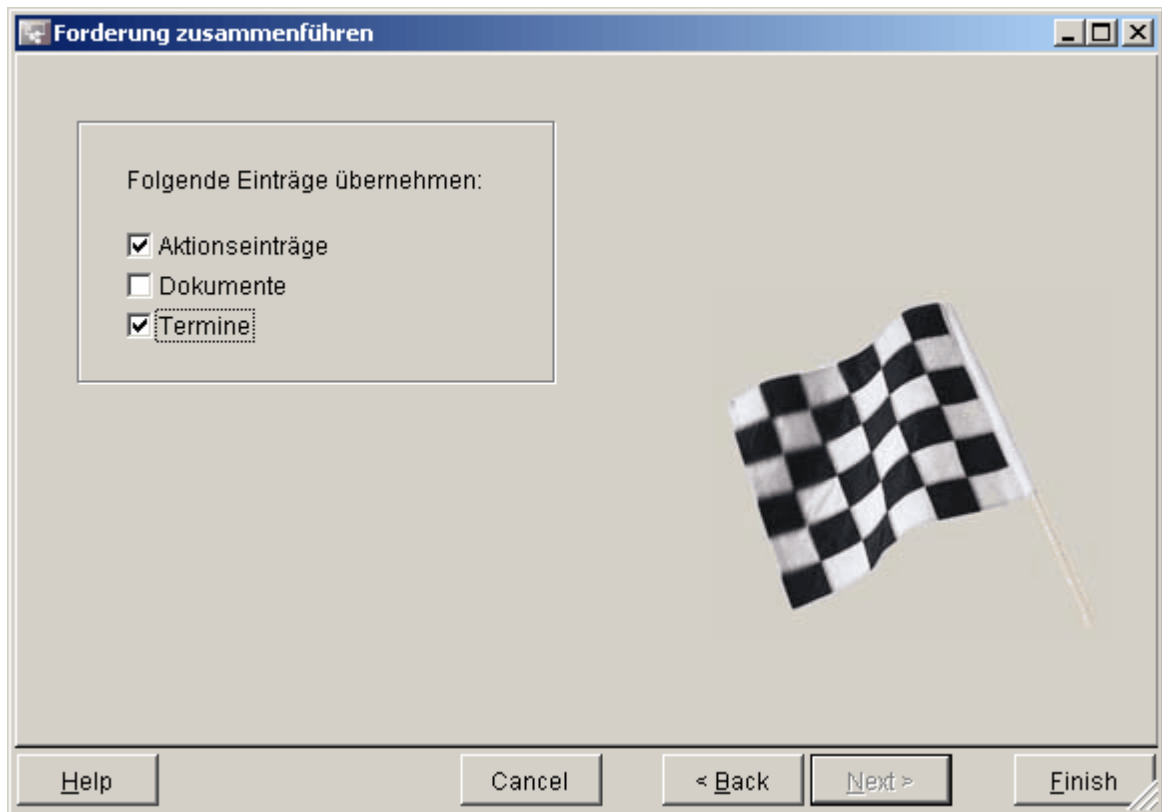 Forderung zusammenführen
Folgende Einträge übernehmen:
Aktionseinträge
Dokumente
Termine
Help Cancel < Back Next > Finish